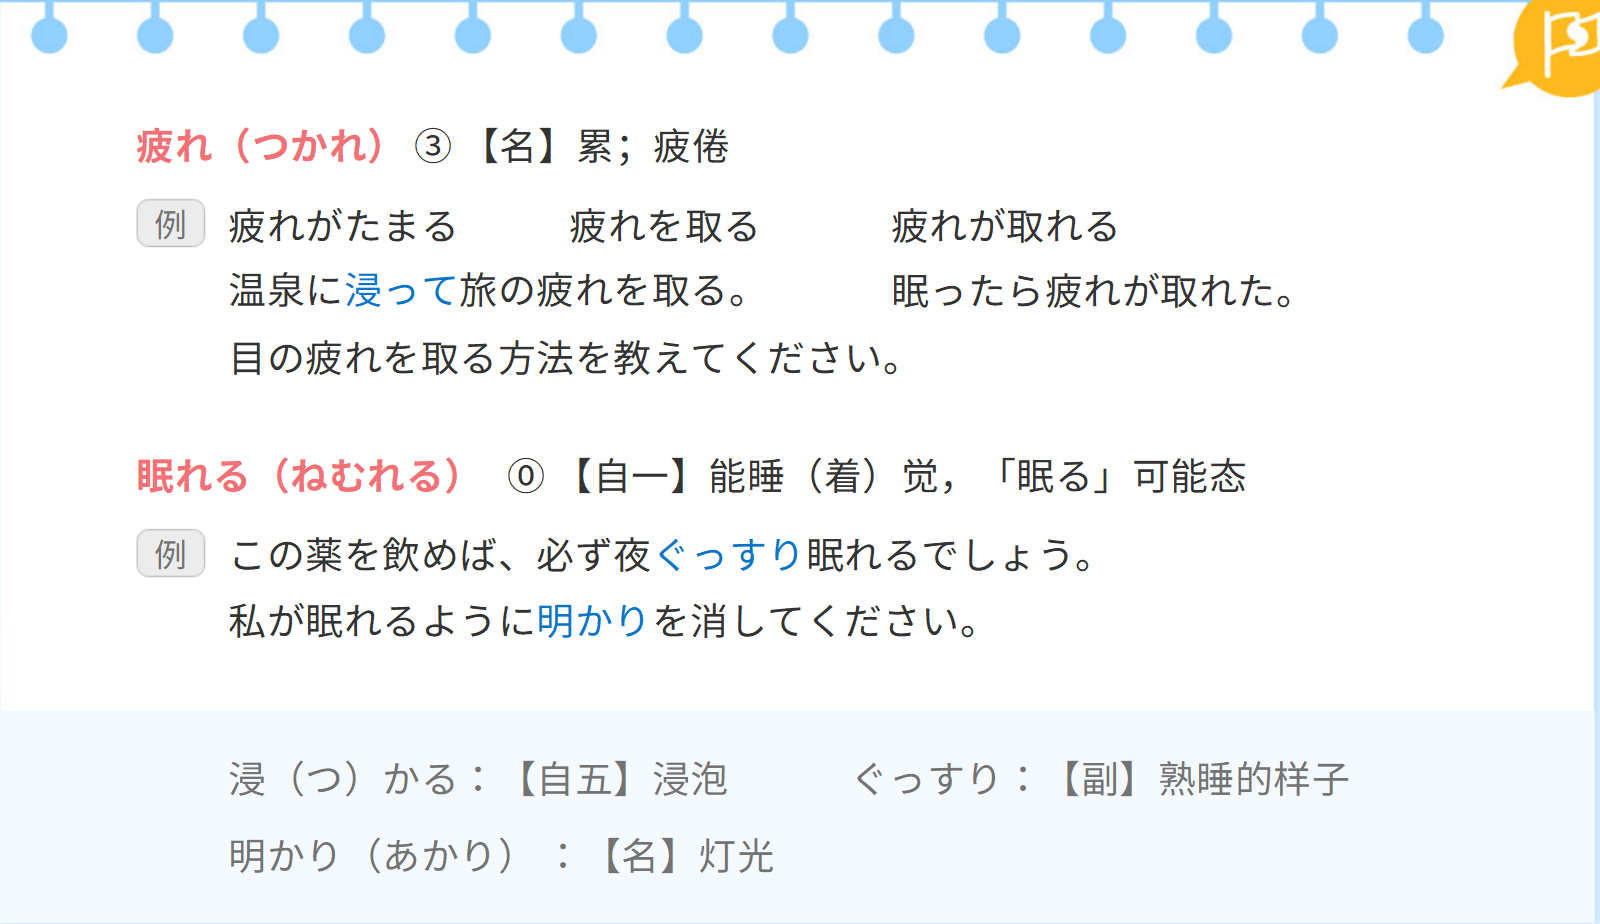 疲れ（つかれ）③【名】累；疲倦
例 疲れがたまる 疲れを取る 疲れが取れる
温泉に浸って旅の疲れを取る。 眠ったら疲れが取れた。
目の疲れを取る方法を教えてください。
眠れる（ねむれる） ⓪【自一】能睡（着）觉，「眠る」可能态
例 この薬を飲めば、必ず夜ぐっすり眠れるでしょう。
私が眠れるように明かりを消してください。
浸（つ）かる：【自五】浸泡 ぐっすり：【副】熟睡的样子
明かり（あかり）：【名】灯光